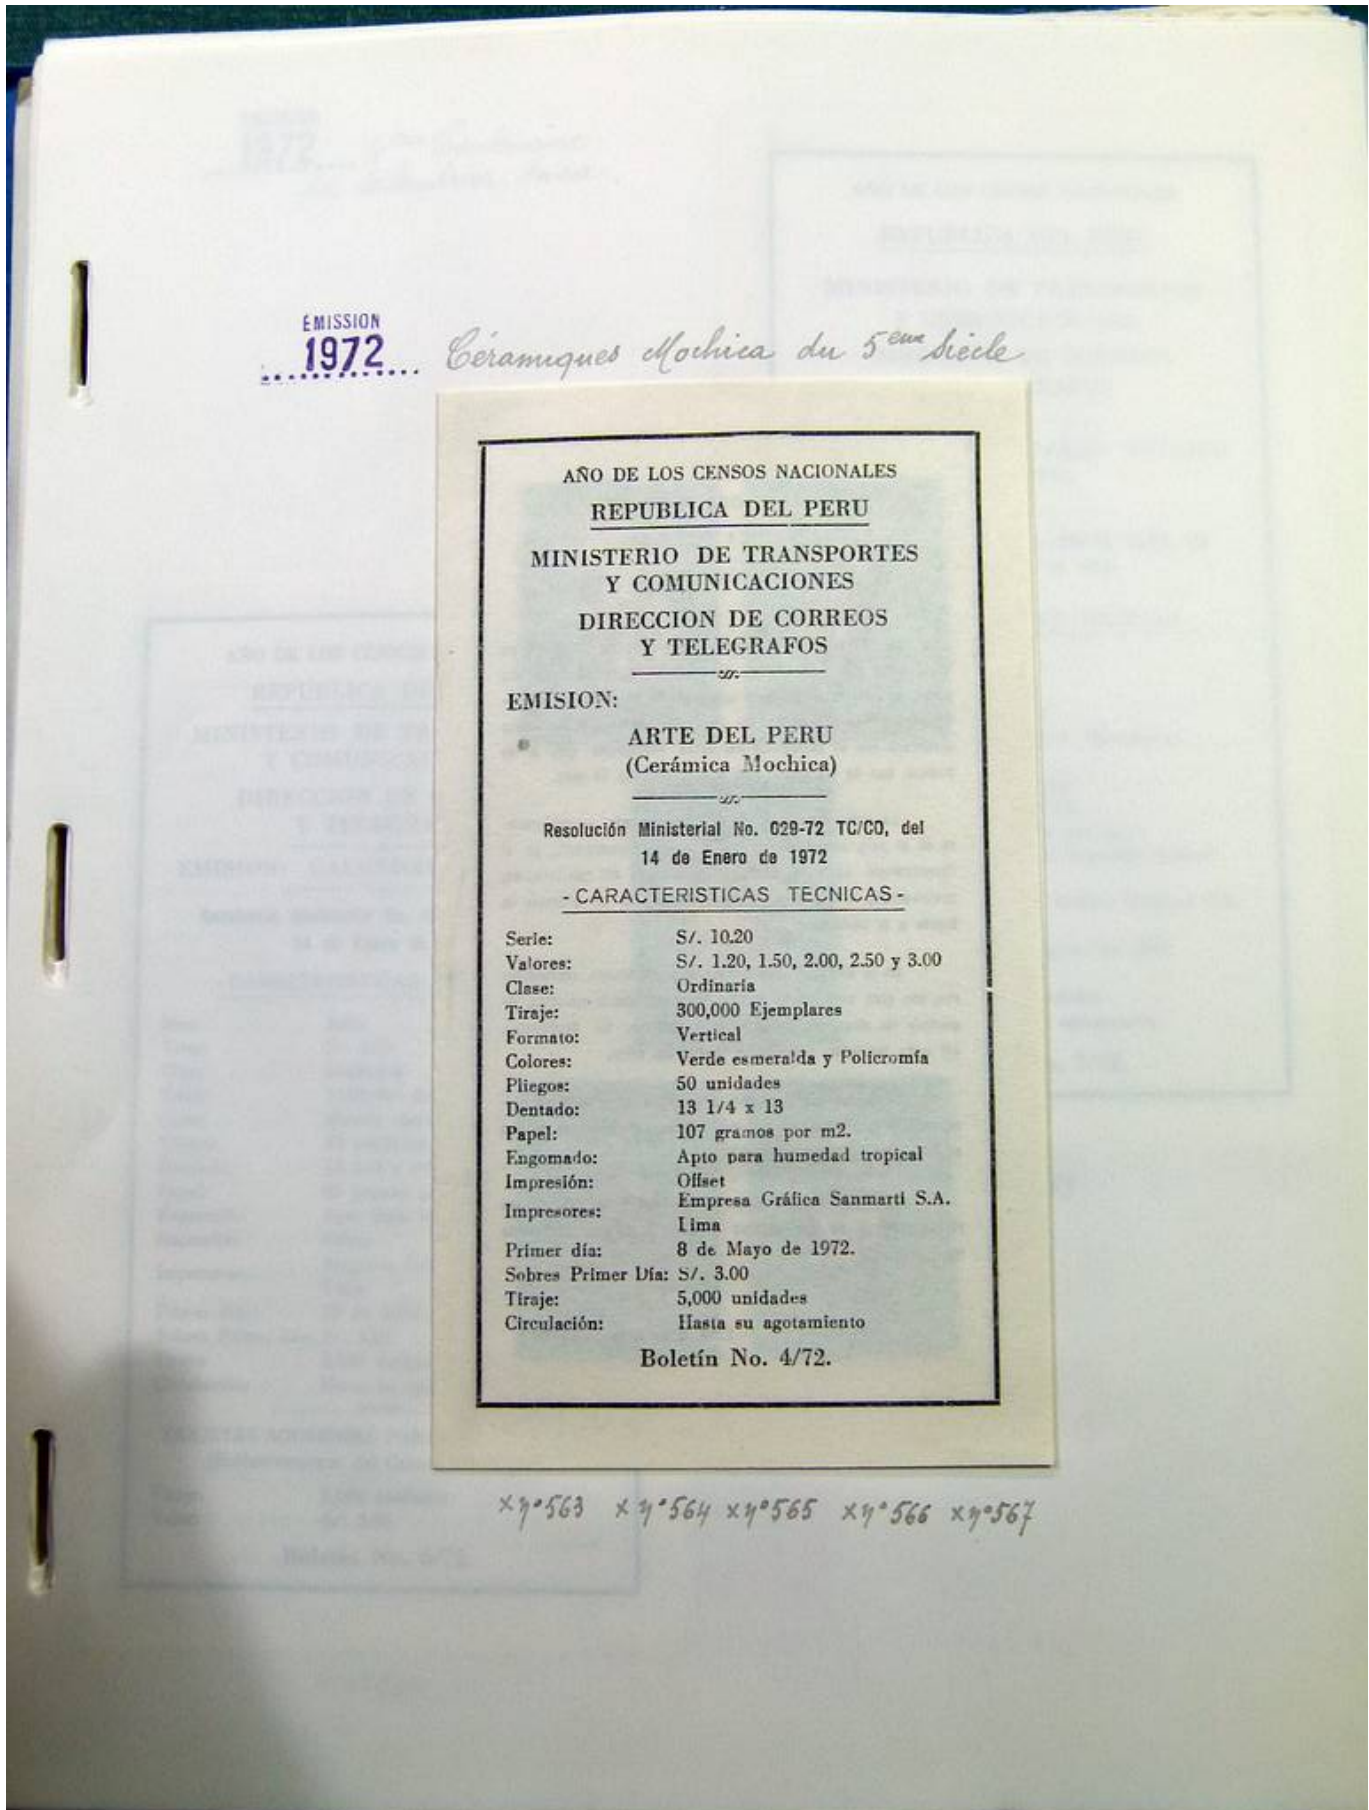 ÉMISSION
1972 Céramiques Mochica du 5ème Siècle
AÑO DE LOS CENSOS NACIONALES
REPUBLICA DEL PERU
MINISTERIO DE TRANSPORTES
Y COMUNICACIONES
DIRECCION DE CORREOS
Y TELEGRAFOS
EMISION:
ARTE DEL PERU
(Cerámica Mochica)
Resolución Ministerial No. 029-72 TC/CO, del
14 de Enero de 1972
- CARACTERISTICAS TECNICAS -
Serie: S/. 10.20
Valores: S/. 1.20, 1.50, 2.00, 2.50 y 3.00
Clase: Ordinaria
Tiraje: 300,000 Ejemplares
Formato: Vertical
Colores: Verde esmeralda y Policromía
Pliegos: 50 unidades
Dentado: 13 1/4 x 13
Papel: 107 gramos por m2.
Engomado: Apto para humedad tropical
Impresión: Offset
Impresores: Empresa Gráfica Sanmarti S.A.
Lima
Primer día: 8 de Mayo de 1972.
Sobres Primer Día: S/. 3.00
Tiraje: 5,000 unidades
Circulación: Hasta su agotamiento
Boletín No. 4/72.
x n°563 x n°564 x n°565 x n°566 x n°567